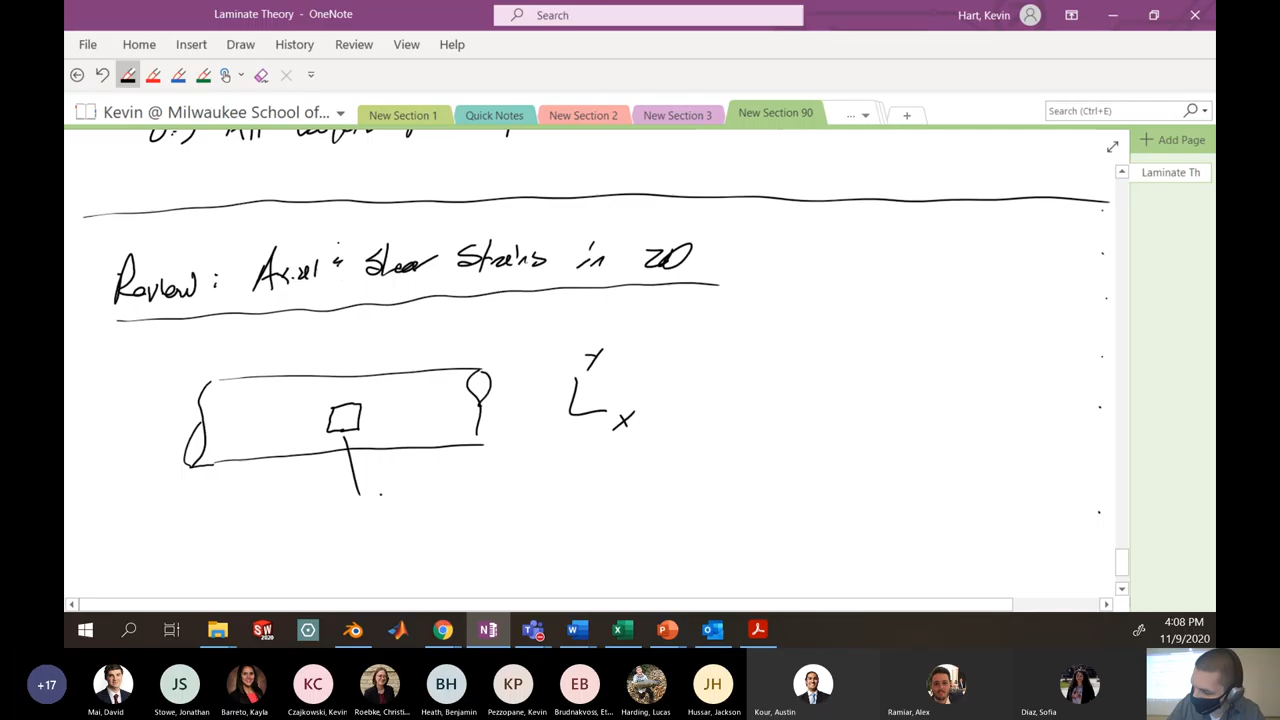 Laminate Theory - OneNote
Search
Hart, Kevin
File Home Insert Draw History Review View Help
Kevin @ Milwaukee School of...
New Section 1
Quick Notes
New Section 2
New Section 3
New Section 90
...
Search (Ctrl+E)
Add Page
Laminate Th
Review: Axial & Shear Strains in 2D
Y
X
4:08 PM
11/9/2020
+17
JS
KC
BH
KP
EB
JH
Mai, David
Stowe, Jonathan
Barreto, Kayla
Czajkowski, Kevin
Roebke, Christi...
Heath, Benjamin
Pezzopane, Kevin
Brudnakvoss, Et...
Harding, Lucas
Hussar, Jackson
Kour, Austin
Ramiar, Alex
Diaz, Sofia